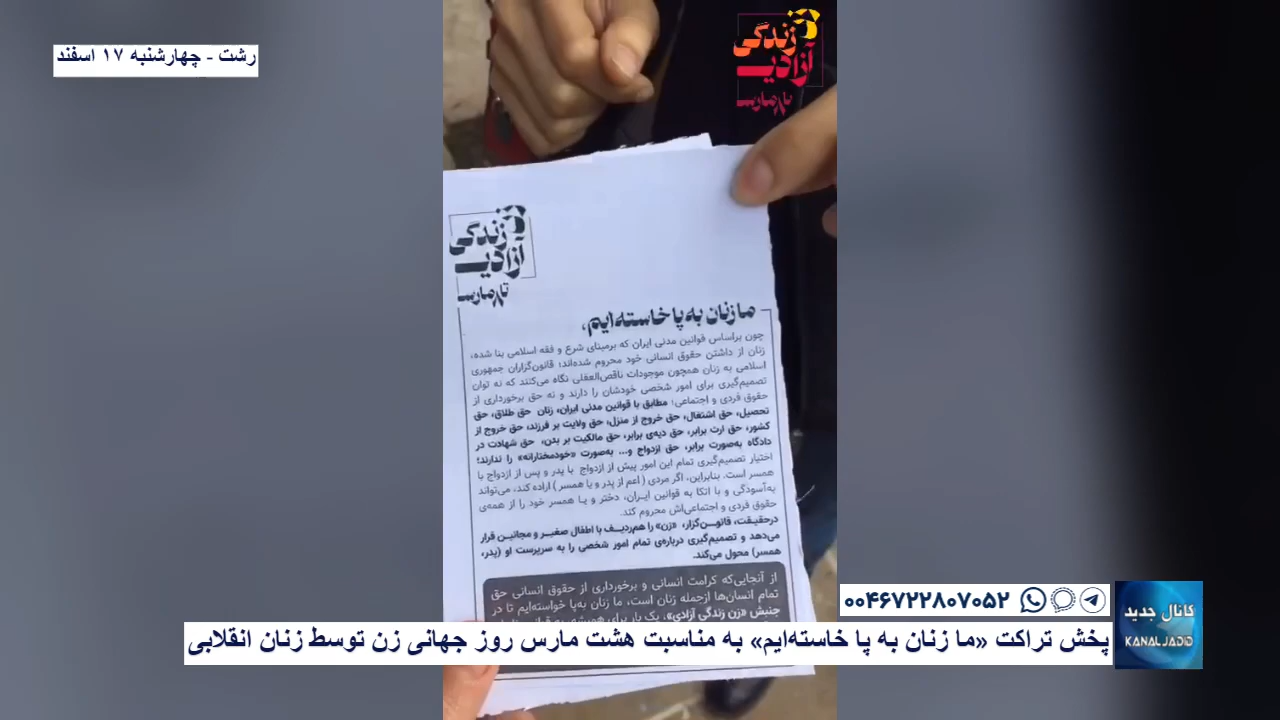 رشت - چهارشنبه ۱۷ اسفند
زندگی
آزادی
تا ۸ مارس
زندگی
آزادی
تا ۸ مارس
ما زنان به پا خاسته‌ایم،
چون براساس قوانین مدنی ایران که برمبنای شرع و فقه اسلامی بنا شده،
زنان از داشتن حقوق انسانی خود محروم شده‌اند؛ قانون‌گزاران جمهوری
اسلامی به زنان همچون موجودات ناقص‌العقلی نگاه می‌کنند که نه توان
تصمیم‌گیری برای امور شخصی خودشان را دارند و نه حق برخورداری از
حقوق فردی و اجتماعی؛ مطابق با قوانین مدنی ایران، زنان حق طلاق، حق
تحصیل، حق اشتغال، حق خروج از منزل، حق ولایت بر فرزند، حق خروج از
کشور، حق ارث برابر، حق دیه‌ی برابر، حق مالکیت بر بدن، حق شهادت در
دادگاه به‌صورت برابر، حق ازدواج و... به‌صورت «خودمختارانه» را ندارند؛
اختیار تصمیم‌گیری تمام این امور پیش از ازدواج با پدر و پس از ازدواج با
همسر است. بنابراین، اگر مردی (اعم از پدر و یا همسر) اراده کند، می‌تواند
به‌آسودگی و با اتکا به قوانین ایران، دختر و یا همسر خود را از همه‌ی
حقوق فردی و اجتماعی‌اش محروم کند.
درحقیقت، قانون‌گزار، «زن» را هم‌ردیف با اطفال صغیر و مجانین قرار
می‌دهد و تصمیم‌گیری درباره‌ی تمام امور شخصی را به سرپرست او (پدر،
همسر) محول می‌کند.
از آنجایی‌که کرامت انسانی و برخورداری از حقوق انسانی حق
تمام انسان‌ها ازجمله زنان است، ما زنان به‌پا خواسته‌ایم تا در
جنبش «زن زندگی آزادی»، یک بار برای همیشه
۰۰۴۶۷۲۲۸۰۷۰۵۲
کانال جدید
KANAL JADID
پخش تراکت «ما زنان به پا خاسته‌ایم» به مناسبت هشت مارس روز جهانی زن توسط زنان انقلابی